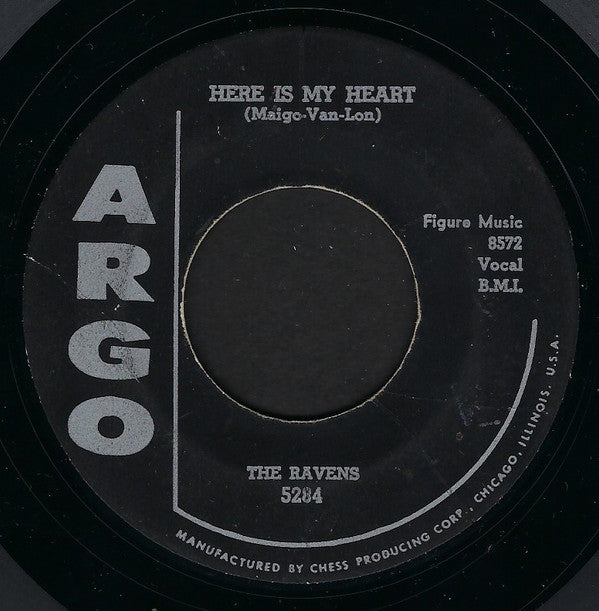 HERE IS MY HEART
(Maigo-Van-Lon)
ARGO
Figure Music
8572
Vocal
B.M.I.
THE RAVENS
5284
MANUFACTURED BY CHESS PRODUCING CORP., CHICAGO, ILLINOIS, U.S.A.